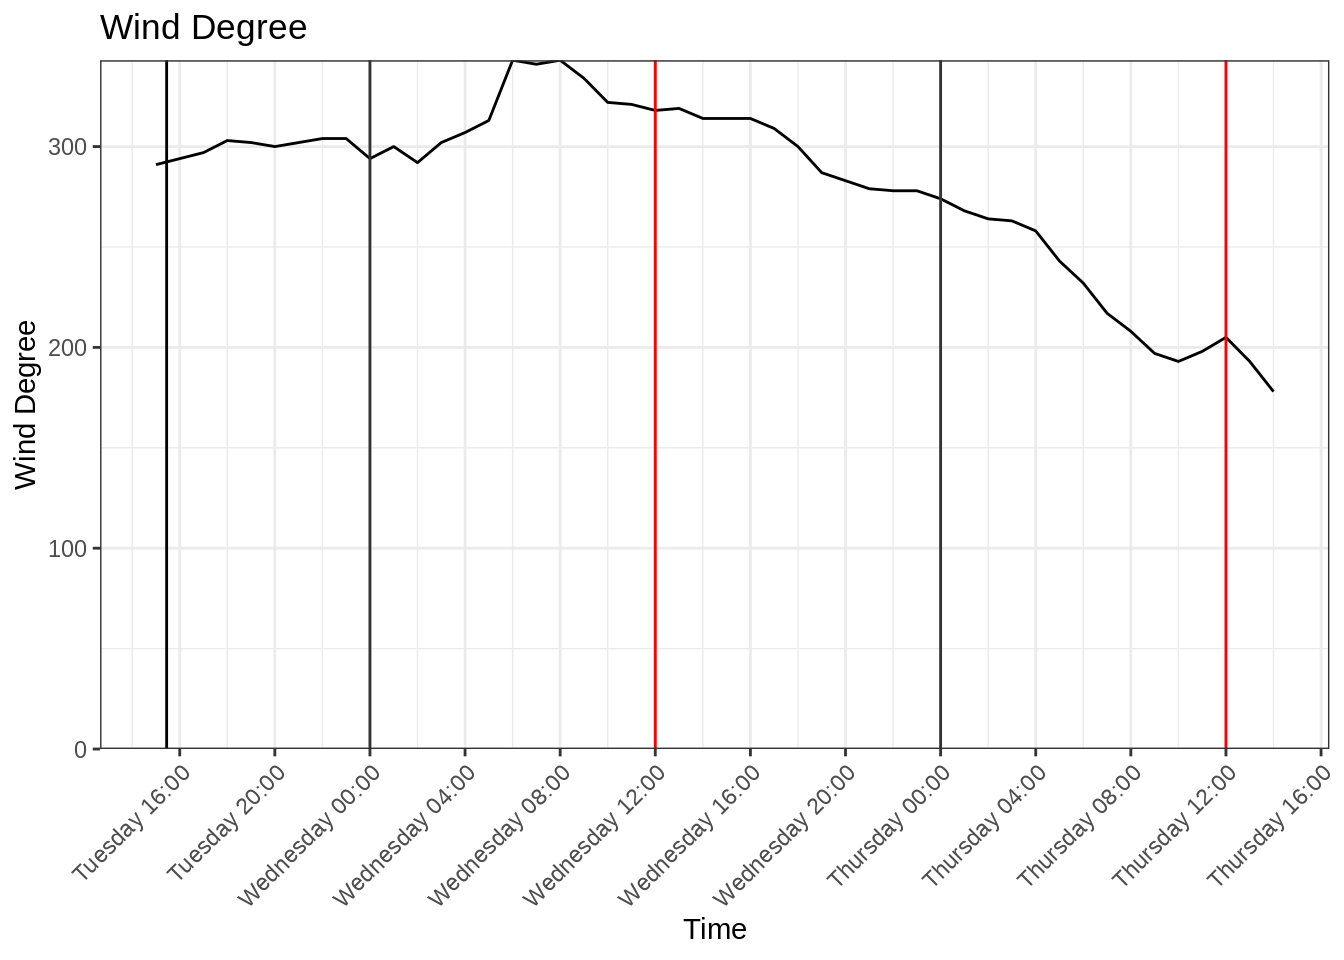 Wind Degree
Wind Degree
300
200
100
0
Tuesday 16:00
Tuesday 20:00
Wednesday 00:00
Wednesday 04:00
Wednesday 08:00
Wednesday 12:00
Wednesday 16:00
Wednesday 20:00
Thursday 00:00
Thursday 04:00
Thursday 08:00
Thursday 12:00
Thursday 16:00
Time